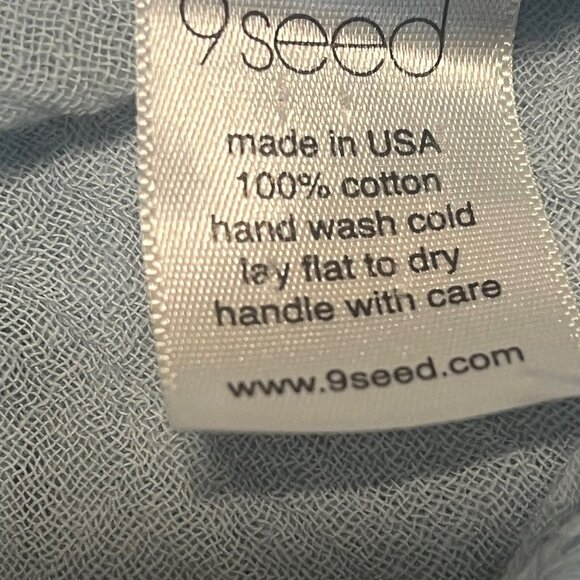 9seed
made in USA
100% cotton
hand wash cold
lay flat to dry
handle with care
www.9seed.com